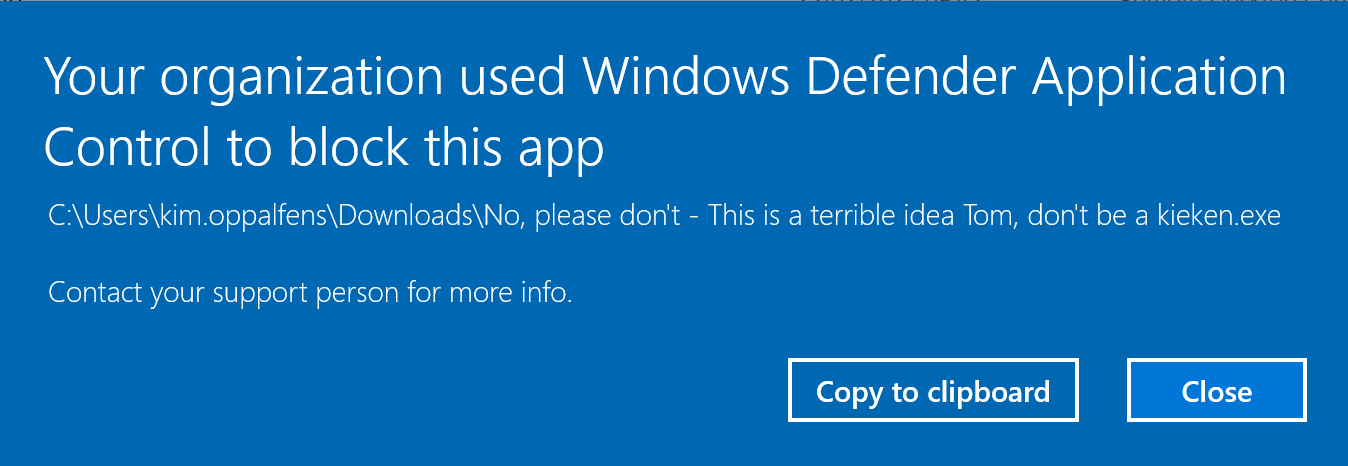 Your organization used Windows Defender Application
Control to block this app
C:\Users\kim.oppalfens\Downloads\No, please don't - This is a terrible idea Tom, don't be a kieken.exe
Contact your support person for more info.
Copy to clipboard
Close